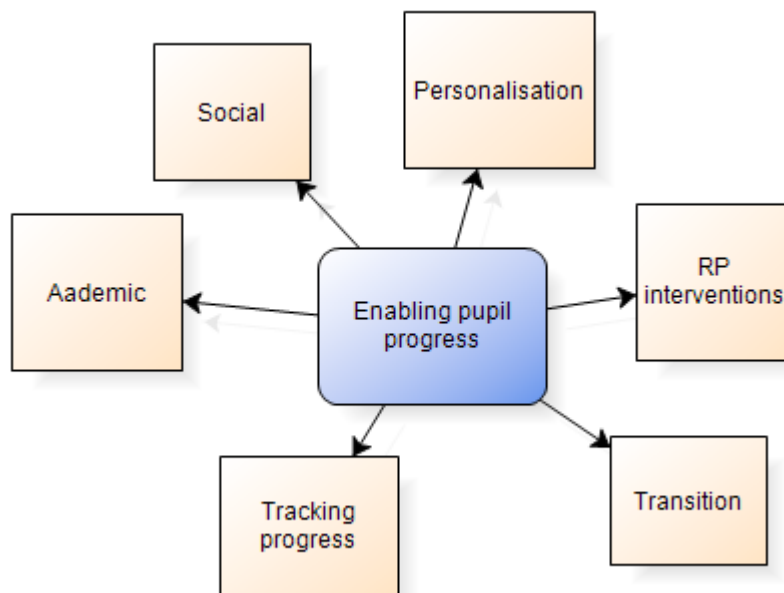 Social
Personalisation
Aademic
RP
interventions
Enabling pupil
progress
Tracking
progress
Transition